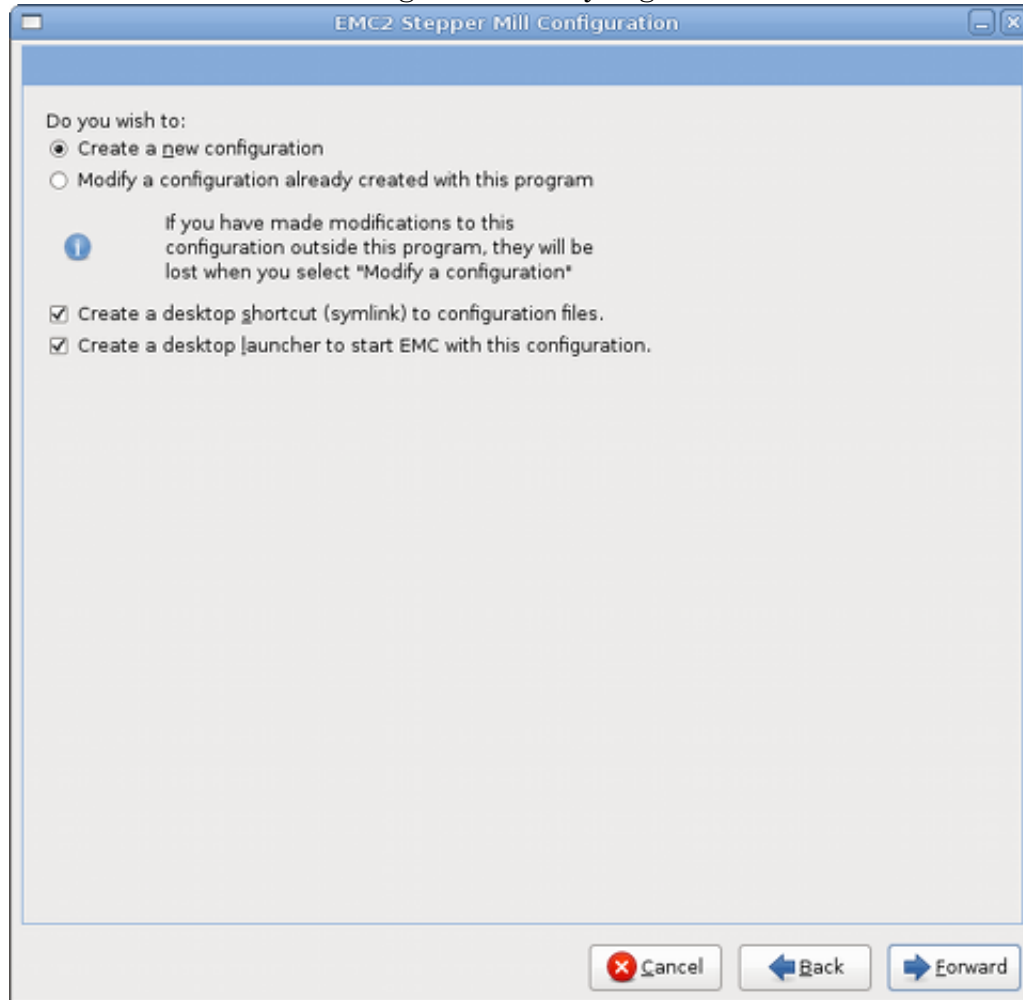 EMC2 Stepper Mill Configuration
Do you wish to:
Create a new configuration
Modify a configuration already created with this program
If you have made modifications to this
configuration outside this program, they will be
lost when you select "Modify a configuration"
Create a desktop shortcut (symlink) to configuration files.
Create a desktop launcher to start EMC with this configuration.
Cancel
Back
Forward